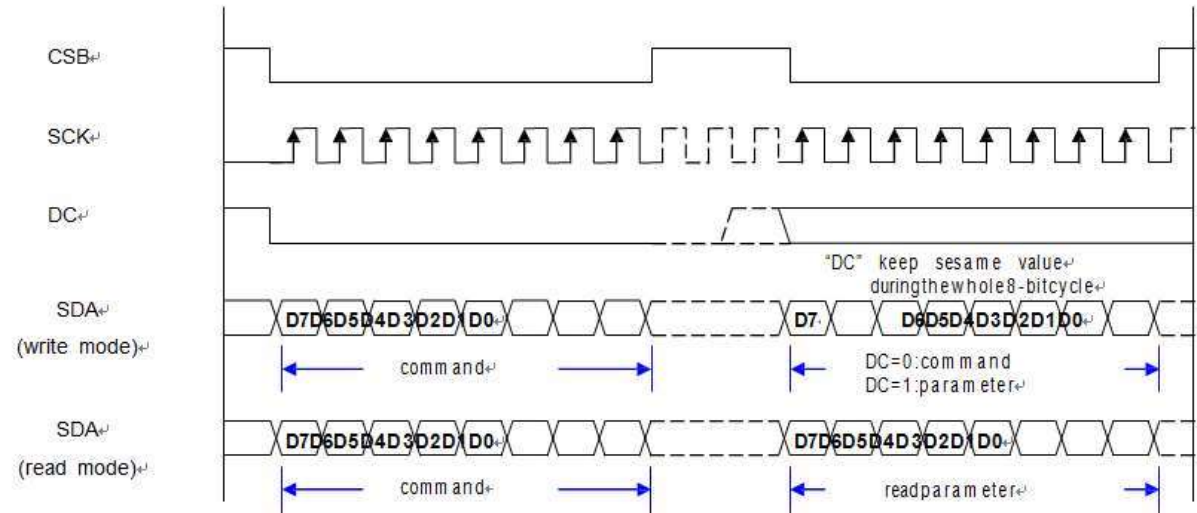 CSB↵
SCK↵
DC↵
"DC" keep sesame value↵
duringthewhole8-bitcycle↵
SDA↵
(write mode)↵
D7D6D5D4D3D2D1D0
D7
D6D5D4D3D2D1D0↵
command↵
DC=0:command
DC=1:parameter↵
SDA↵
(read mode)↵
D7D6D5D4D3D2D1D0
D7D6D5D4D3D2D1D0↵
command↵
readparameter↵